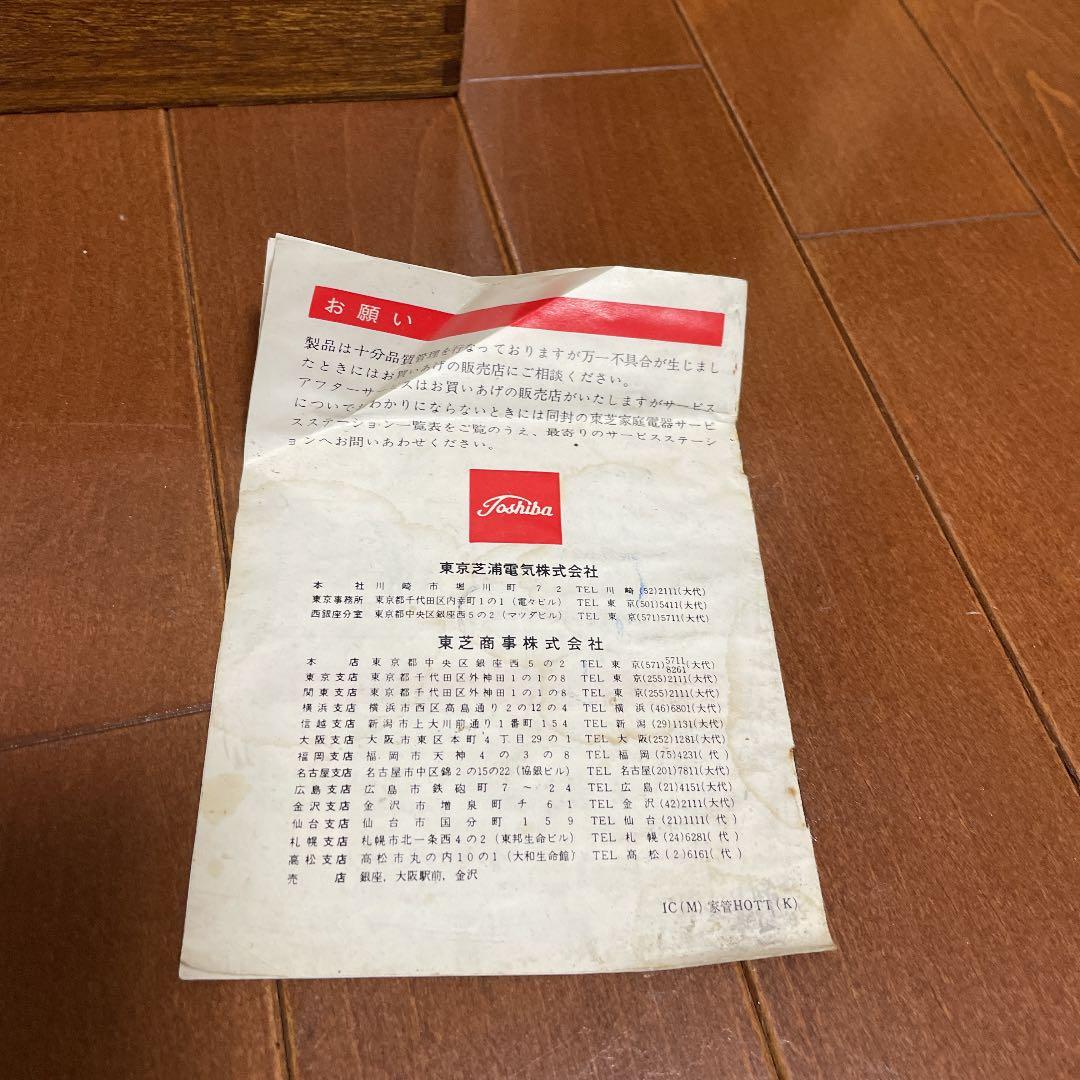 お願い
製品は十分品質管理を行なっておりますが万一不具合が生じまし
たときにはお買いあげの販売店にご相談ください。
アフターサービスはお買いあげの販売店がいたしますがサービス
についておわかりにならないときには同封の東芝家庭電器サービ
スステーション一覧表をご覧のうえ、最寄りのサービスステーシ
ョンへお問いあわせください。
Toshiba
東京芝浦電気株式会社
本社 川崎市堀川町72 TEL 川崎(52)2111(大代)
東京事務所 東京都千代田区内幸町1の1(電々ビル) TEL 東京(501)5411(大代)
西銀座分室 東京都中央区銀座西5の2(マツダビル) TEL 東京(571)5711(大代)
東芝商事株式会社
本店 東京都中央区銀座西5の2 TEL 東京(571)5711 8261(大代)
東京支店 東京都千代田区外神田1の1の8 TEL 東京(255)2111(大代)
関東支店 東京都千代田区外神田1の1の8 TEL 東京(255)2111(大代)
横浜支店 横浜市西区高島通り2の12の4 TEL 横浜(46)6801(大代)
信越支店 新潟市上大川前通り1番町154 TEL 新潟(29)1131(大代)
大阪支店 大阪市東区本町4丁目29の1 TEL 大阪(252)1281(大代)
福岡支店 福岡市天神4の3の8 TEL 福岡(75)4231(代)
名古屋支店 名古屋市中区錦2の15の22(協銀ビル) TEL 名古屋(201)7811(大代)
広島支店 広島市鉄砲町7~24 TEL 広島(21)4151(大代)
金沢支店 金沢市増泉町チ61 TEL 金沢(42)2111(大代)
仙台支店 仙台市国分町159 TEL 仙台(21)1111(代)
札幌支店 札幌市北一条西4の2(東邦生命ビル) TEL 札幌(24)6281(代)
高松支店 高松市丸の内10の1(大和生命館) TEL 高松(2)6161(代)
売店 銀座,大阪駅前,金沢
IC(M) 家管HOTT(K)